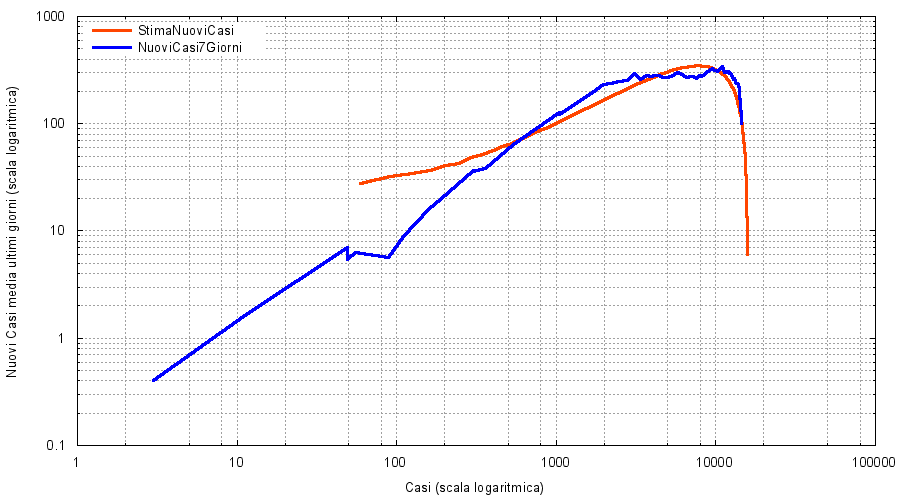 1000
StimaNuoviCasi
NuoviCasi7Giorni
100
10
1
0.1
Nuovi Casi media ultimi giorni (scala logaritmica)
1 10 100 1000 10000 100000
Casi (scala logaritmica)